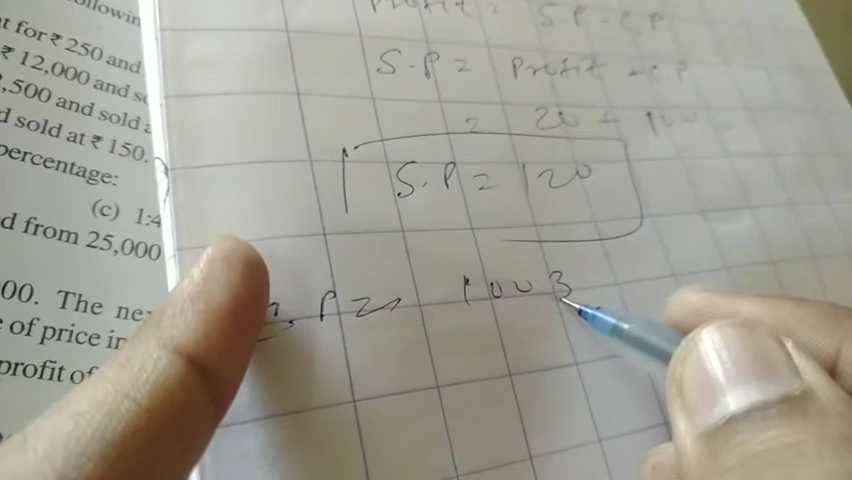 ollowin
t for ₹ 250 and
₹ 12,000 and s
,500 and sold
d sold at ₹ 150.
percentage:
(c) 1:4
d from 25,000
00. The ne
of price in
profit of
Profit = S.P - C.P
S.P = Profit + C.P
= 20 + 100
S.P = 120
P = 100